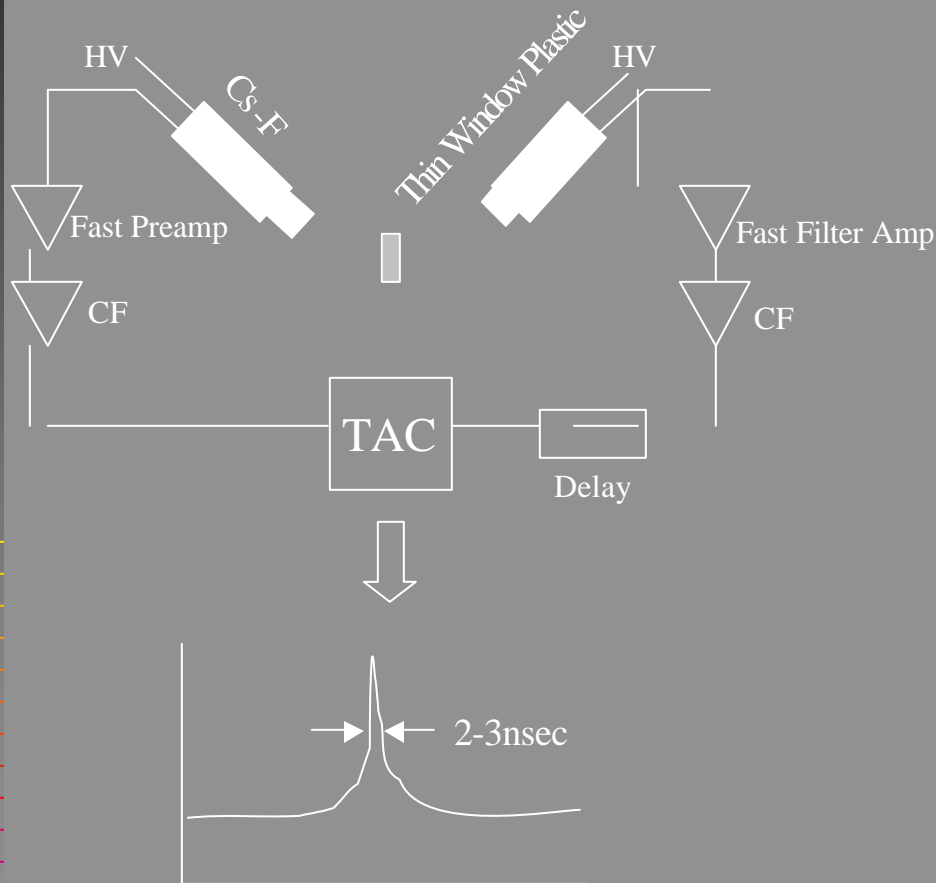 HV
Cs-F
Thin Window Plastic
HV
Fast Preamp
Fast Filter Amp
CF
CF
TAC
Delay
2-3nsec